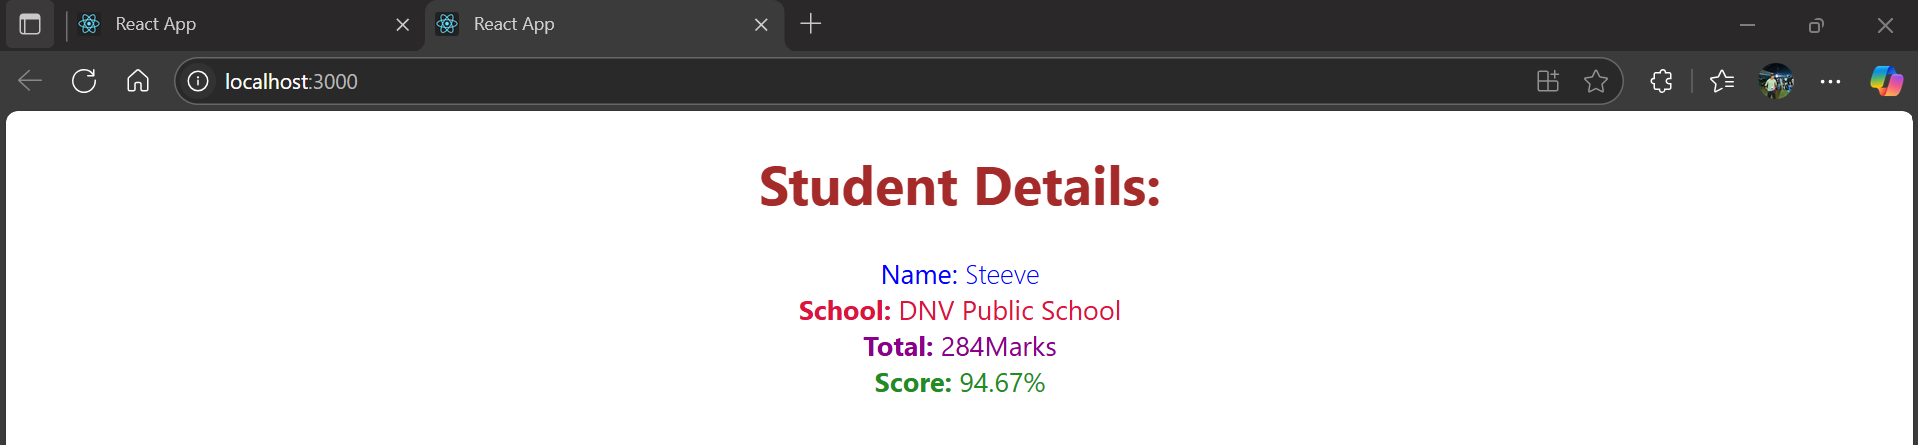 React App
React App
localhost:3000
Student Details:
Name: Steeve
School: DNV Public School
Total: 284Marks
Score: 94.67%